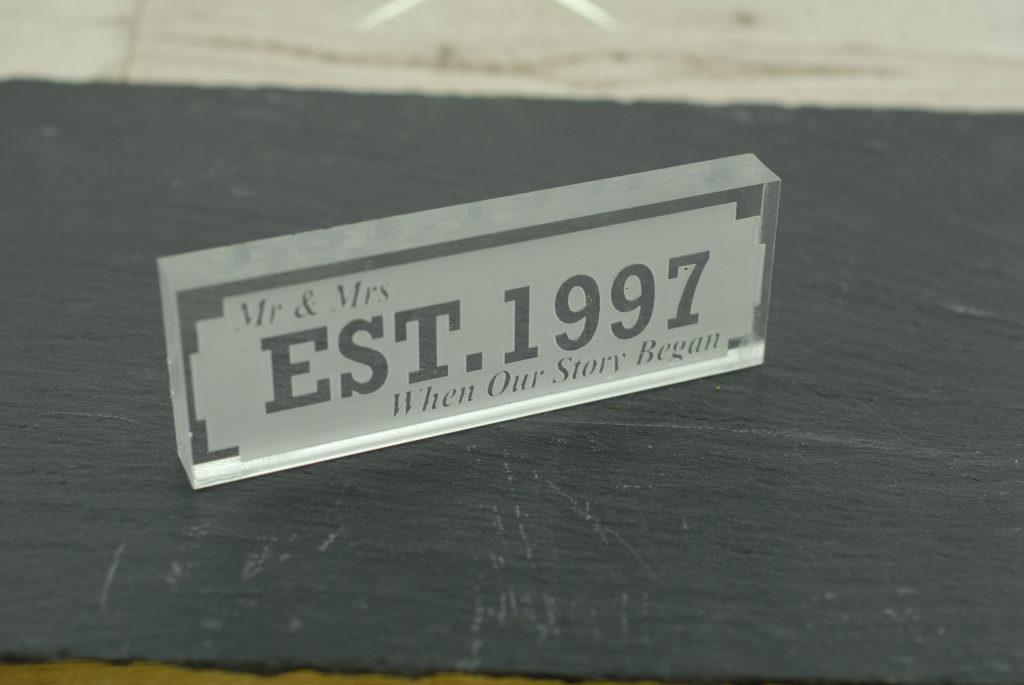 Mr & Mrs
EST.1997
When Our Story Began